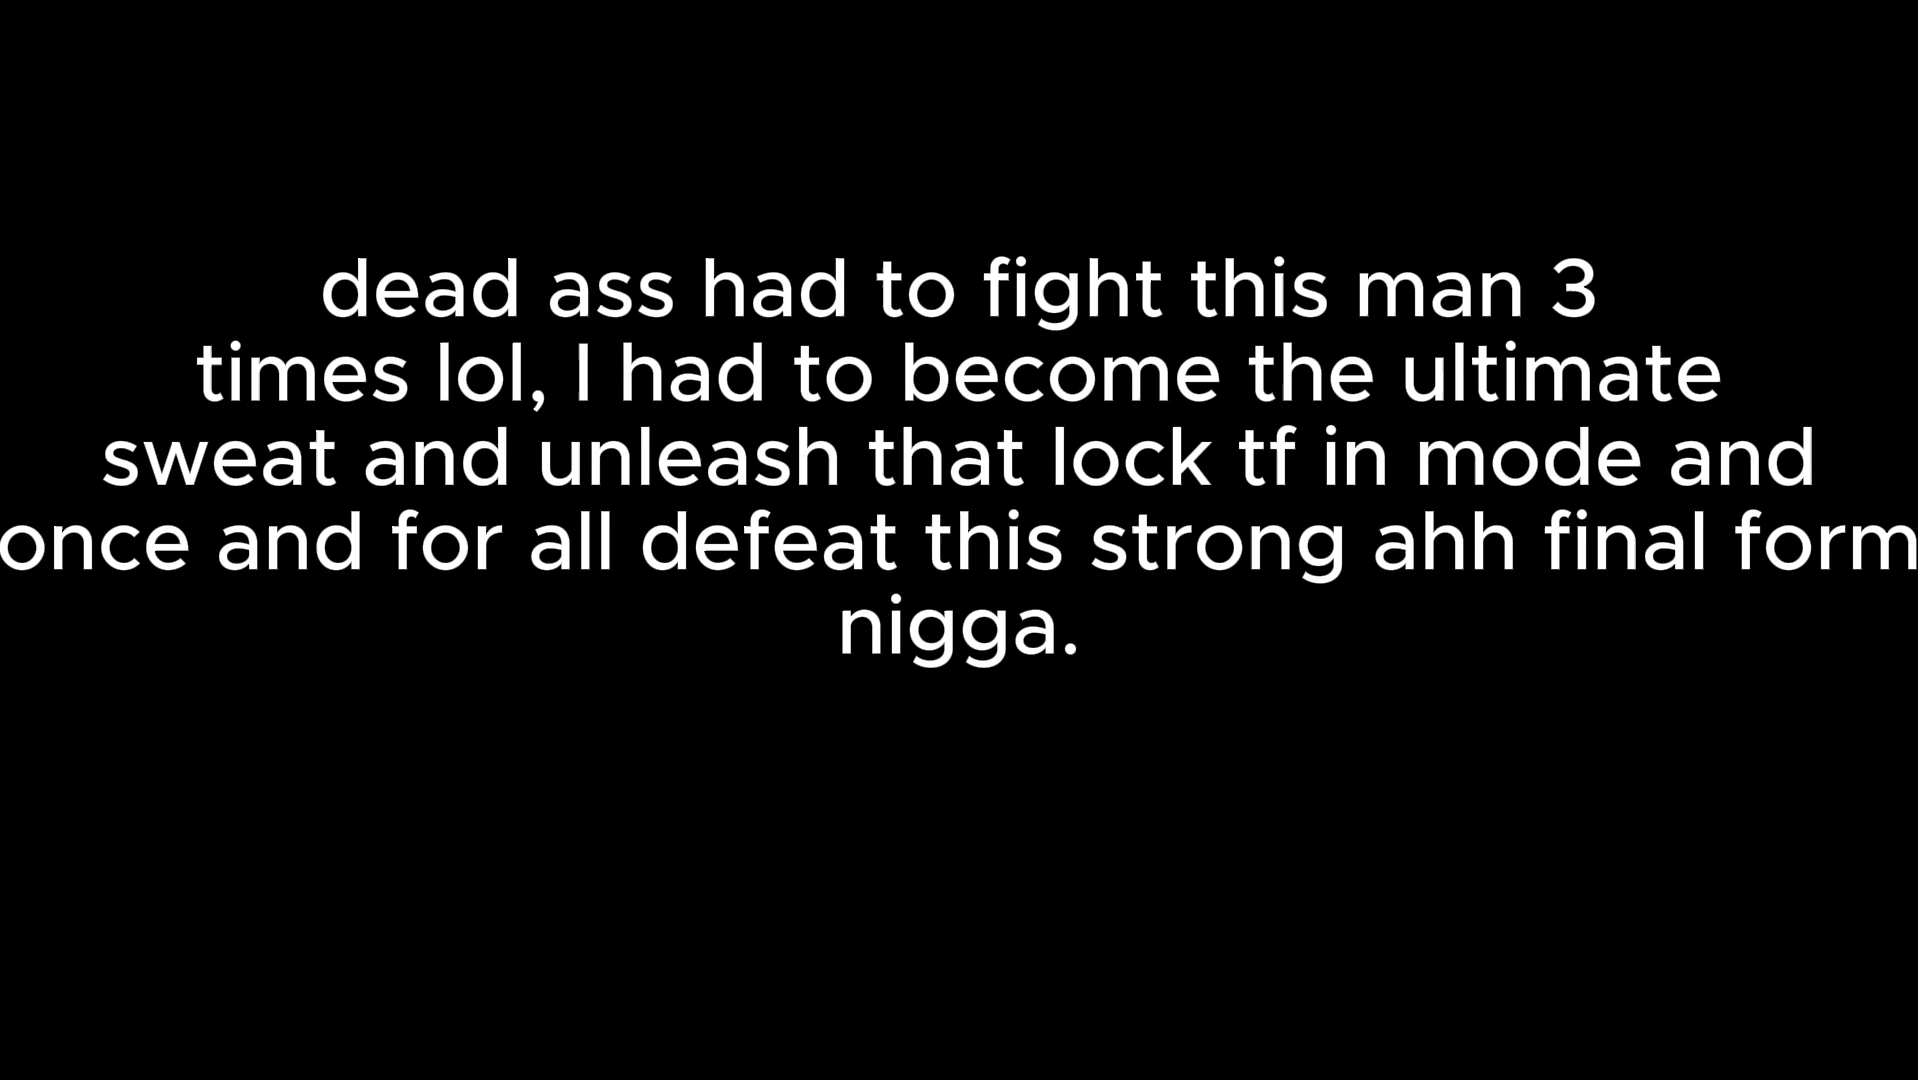 dead ass had to fight this man 3
times lol, I had to become the ultimate
sweat and unleash that lock tf in mode and
once and for all defeat this strong ahh final form
nigga.